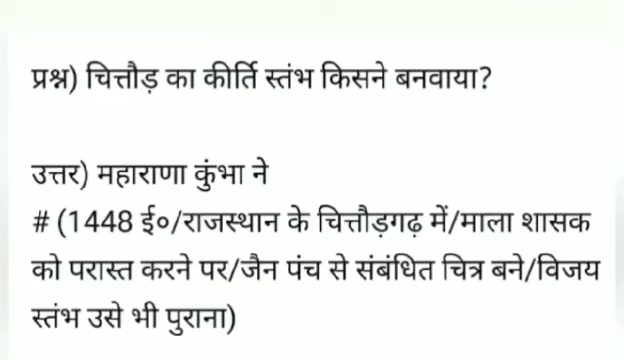 प्रश्न) चित्तौड़ का कीर्ति स्तंभ किसने बनवाया?
उत्तर) महाराणा कुंभा ने
# (1448 ई०/राजस्थान के चित्तौड़गढ़ में/माला शासक
को परास्त करने पर/जैन पंच से संबंधित चित्र बने/विजय
स्तंभ उसे भी पुराना)